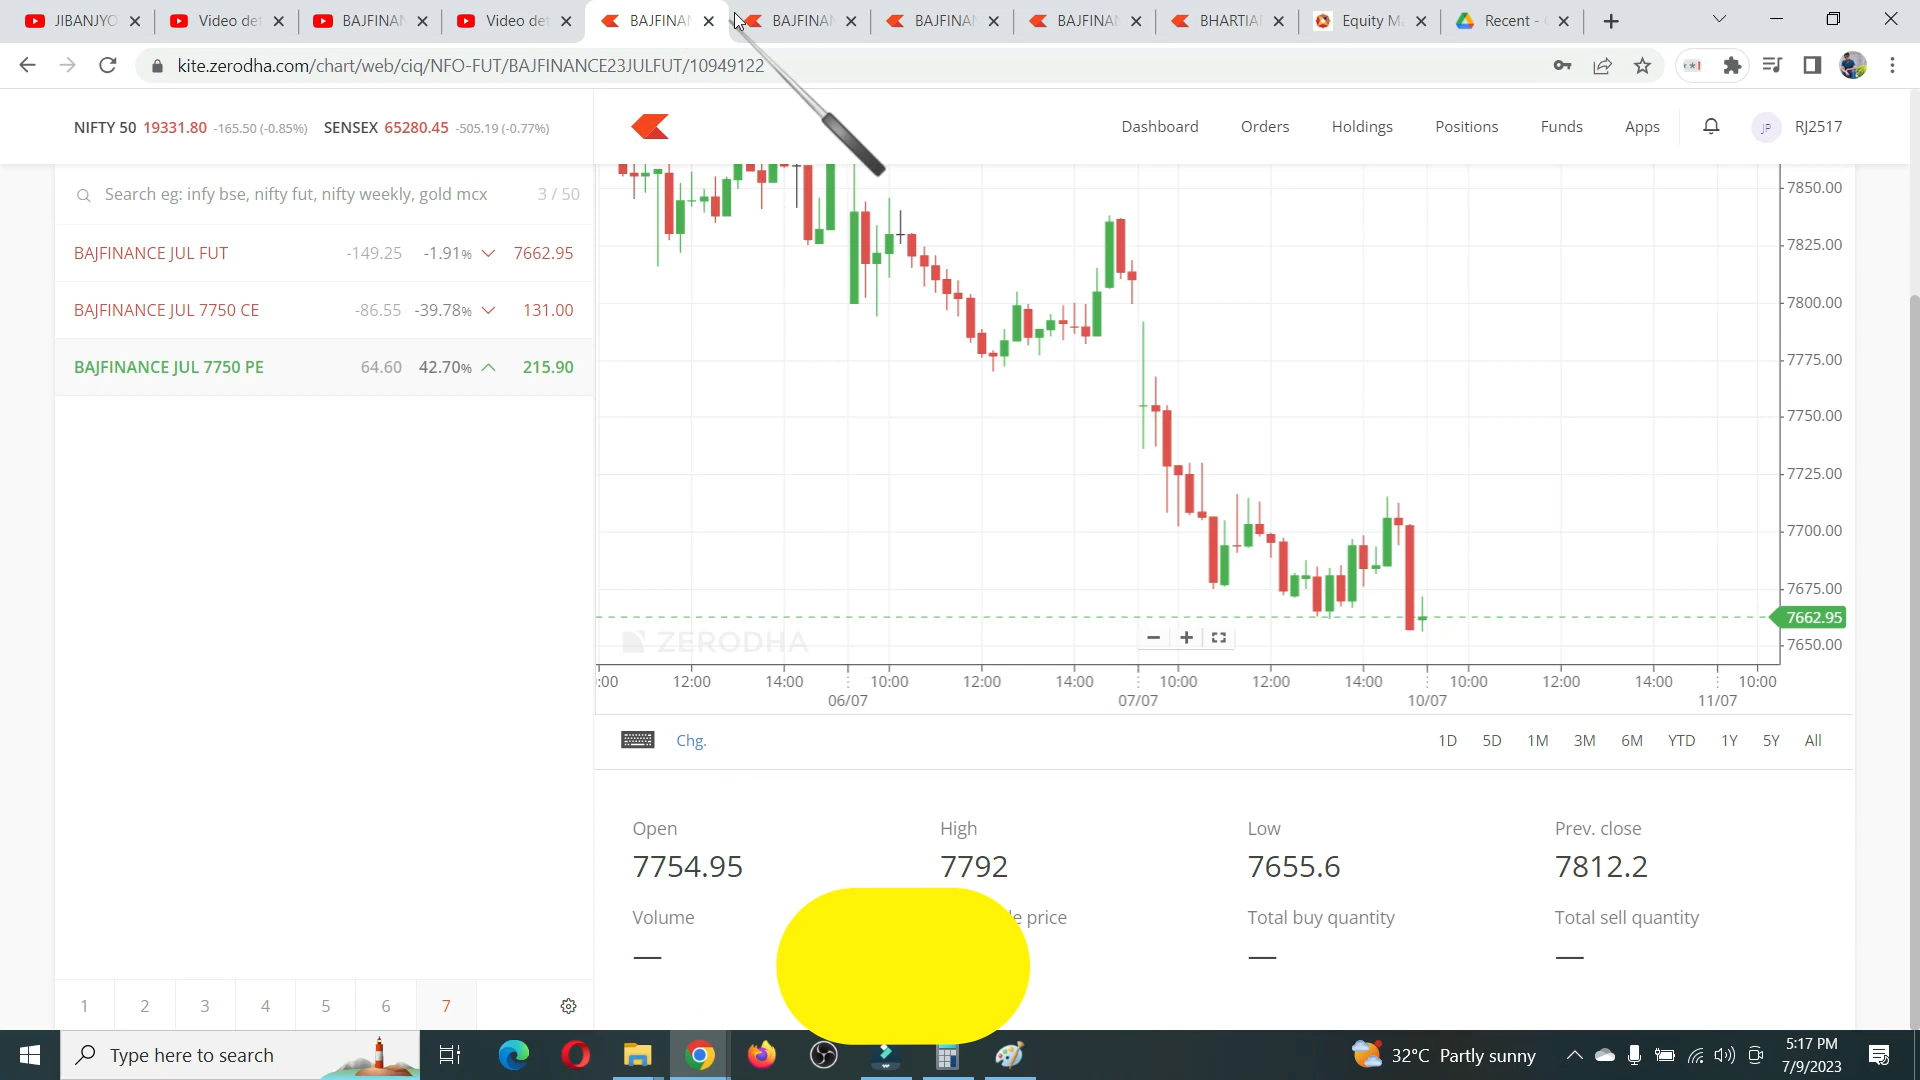 JIBANJYO
Video det
BAJFINAN
Video det
BAJFINAN
BAJFINAN
BAJFINAN
BAJFINAN
BHARTIA
Equity M
Recent -
kite.zerodha.com/chart/web/ciq/NFO-FUT/BAJFINANCE23JULFUT/10949122
NIFTY 50 19331.80 -165.50 (-0.85%) SENSEX 65280.45 -505.19 (-0.77%)
Dashboard Orders Holdings Positions Funds Apps JP RJ2517
Search eg: infy bse, nifty fut, nifty weekly, gold mcx 3 / 50
BAJFINANCE JUL FUT -149.25 -1.91% 7662.95
BAJFINANCE JUL 7750 CE -86.55 -39.78% 131.00
BAJFINANCE JUL 7750 PE 64.60 42.70% 215.90
7850.00
7825.00
7800.00
7775.00
7750.00
7725.00
7700.00
7675.00
7662.95
7650.00
ZERODHA
:00 12:00 14:00 10:00 12:00 14:00 10:00 12:00 14:00 10:00 12:00 14:00 10:00
06/07 07/07 10/07 11/07
Chg. 1D 5D 1M 3M 6M YTD 1Y 5Y All
Open High Low Prev. close
7754.95 7792 7655.6 7812.2
Volume e price Total buy quantity Total sell quantity
— — —
1 2 3 4 5 6 7
Type here to search
32°C Partly sunny
5:17 PM
7/9/2023